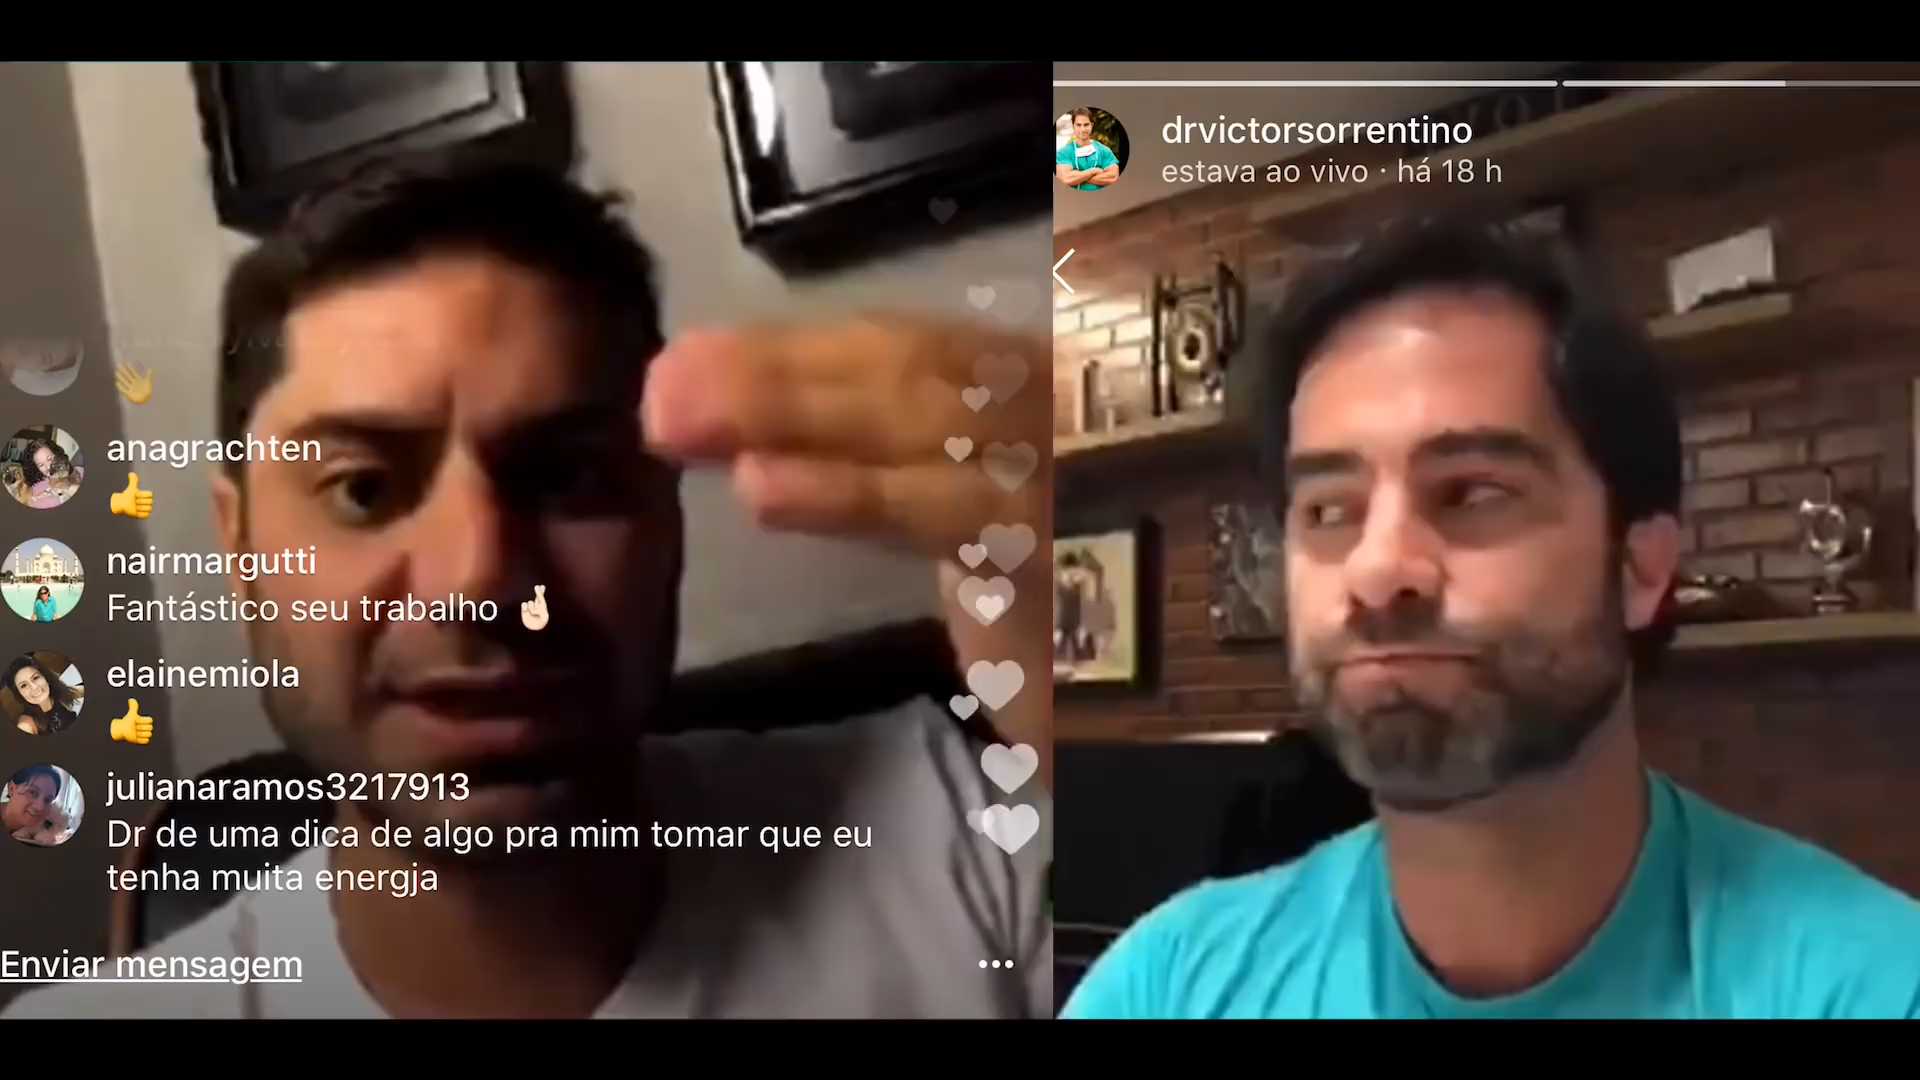 anagrachten
nairmargutti
Fantástico seu trabalho
elainemiola
julianaramos3217913
Dr de uma dica de algo pra mim tomar que eu
tenha muita energja
Enviar mensagem
drvictorsorrentino
estava ao vivo · há 18 h